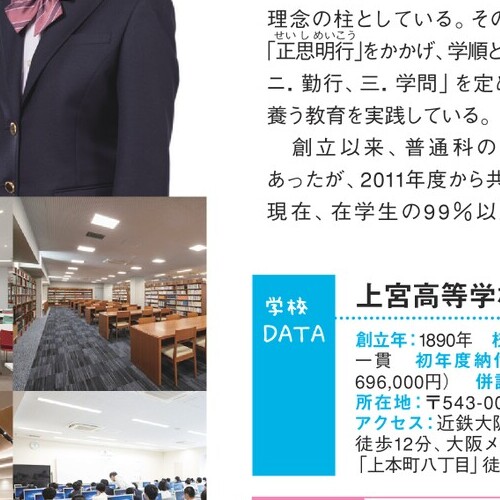 理念の柱としている。その
せいしめいこう
「正思明行」をかかげ、学順と
ニ．勤行、三．学問」を定め
養う教育を実践している。
創立以来、普通科の
あったが、2011年度から共
現在、在学生の99％以
学校
DATA
上宮高等学校
創立年：1890年
一貫 初年度納付
696,000円） 併
所在地：〒543-00
アクセス：近鉄大阪
徒歩12分、大阪メ
「上本町八丁目」徒